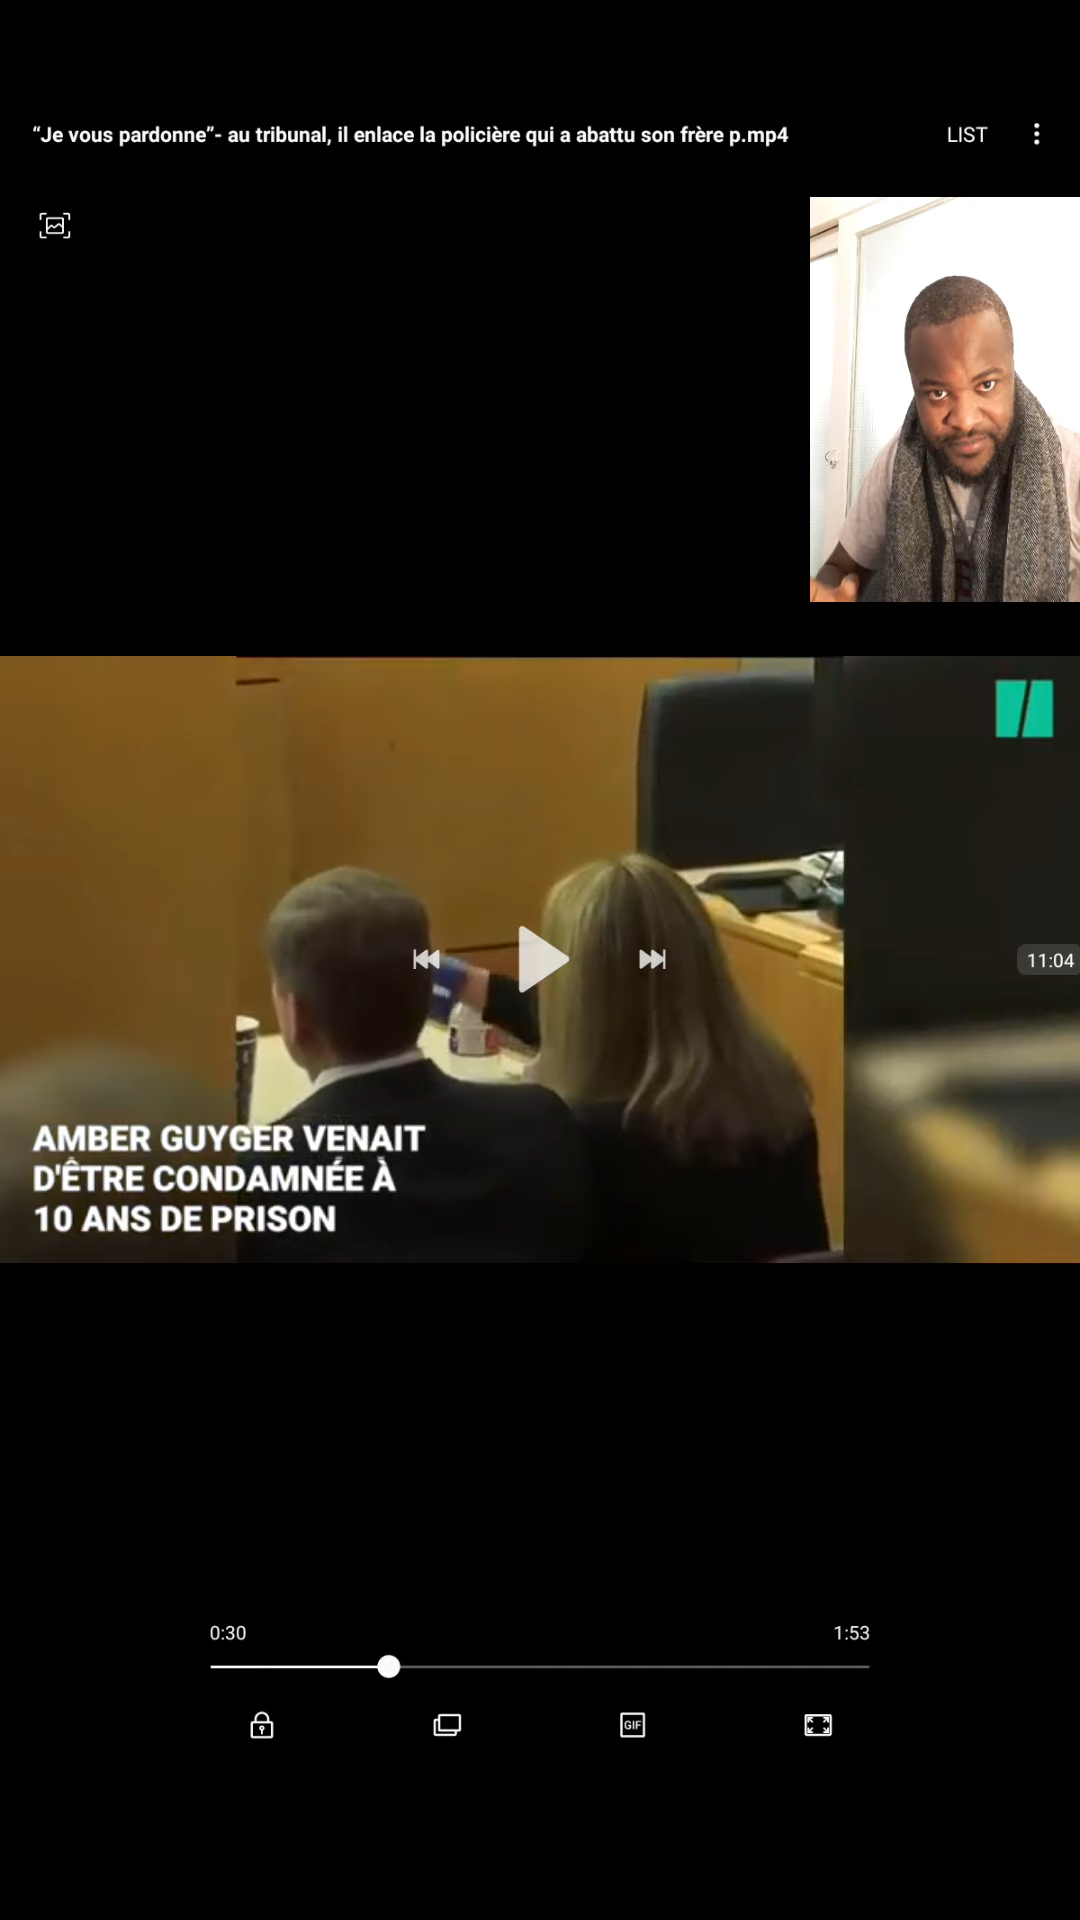 “Je vous pardonne”- au tribunal, il enlace la policière qui a abattu son frère p.mp4
LIST
11:04
AMBER GUYGER VENAIT
D'ÊTRE CONDAMNÉE À
10 ANS DE PRISON
0:30
1:53
GIF